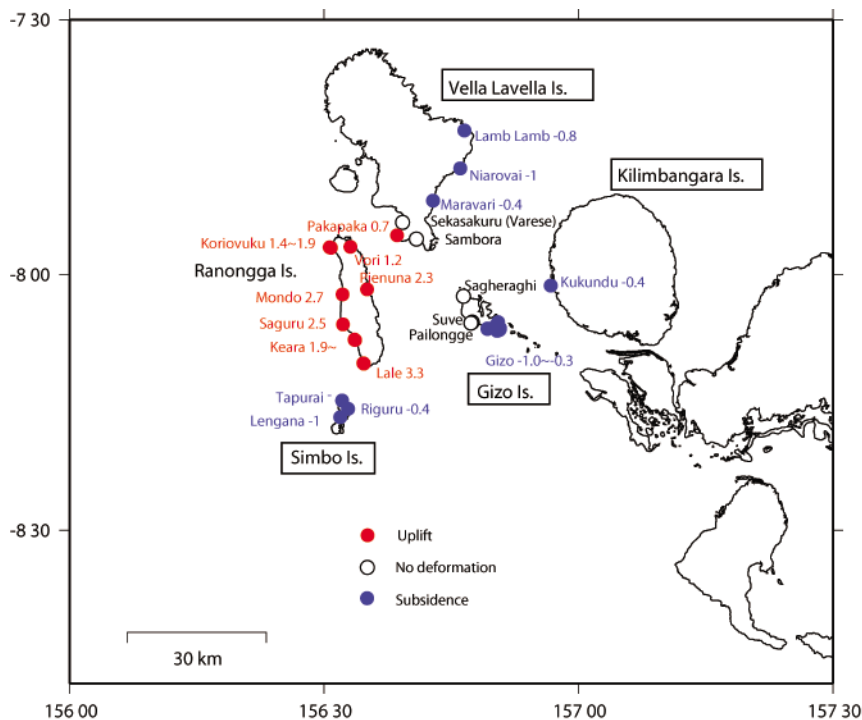 -7 30
Vella Lavella Is.
Lamb Lamb -0.8
Niarovai -1
Kilimbangara Is.
Maravari -0.4
Sekasakuru (Varese)
Pakapaka 0.7
Sambora
Koriovuku 1.4~1.9
Vori 1.2
-8 00
Ranongga Is.
Rienuna 2.3
Sagheraghi
Kukundu -0.4
Mondo 2.7
Saguru 2.5
Suve
Pailongge
Keara 1.9~
Gizo -1.0~-0.3
Lale 3.3
Gizo Is.
Tapurai -
Riguru -0.4
Lengana -1
Simbo Is.
-8 30
Uplift
No deformation
Subsidence
30 km
156 00
156 30
157 00
157 30